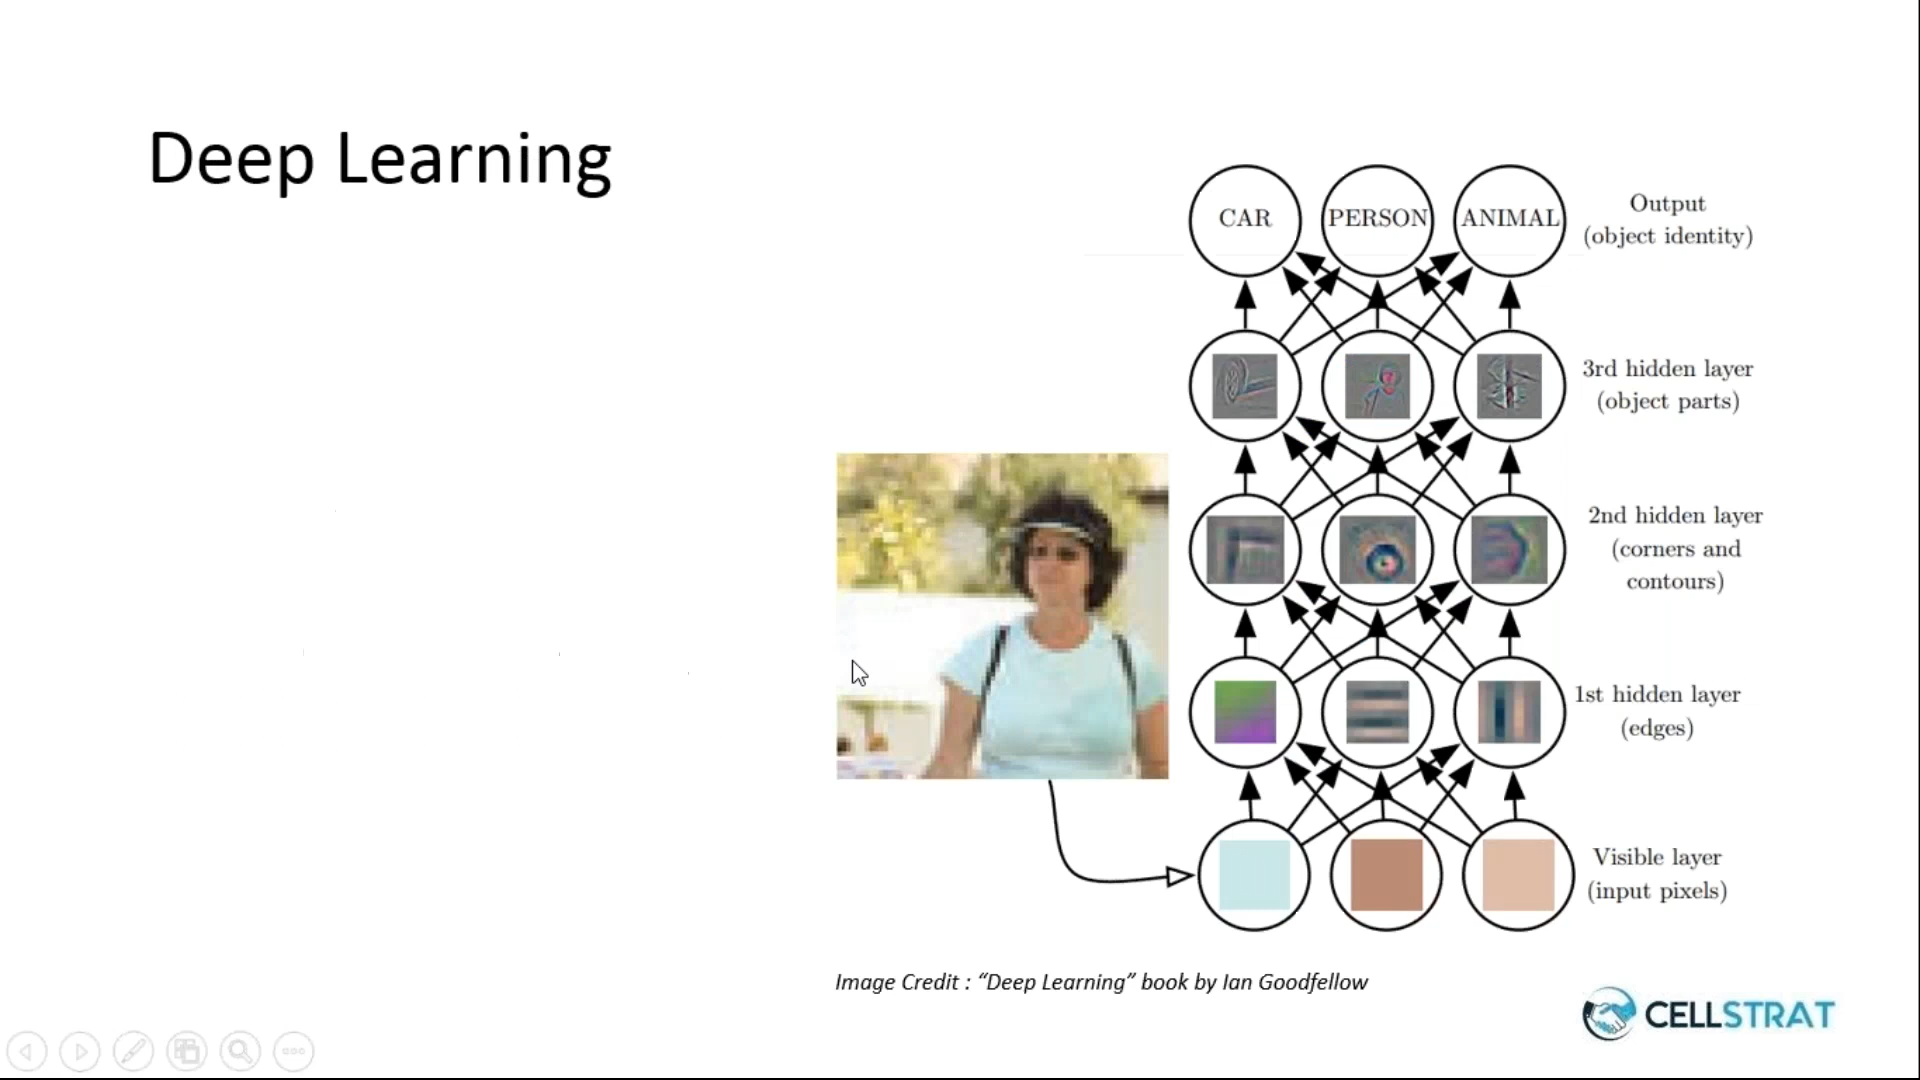 Deep Learning
CAR PERSON ANIMAL
Output
(object identity)
3rd hidden layer
(object parts)
2nd hidden layer
(corners and
contours)
1st hidden layer
(edges)
Visible layer
(input pixels)
Image Credit : “Deep Learning” book by Ian Goodfellow
CELLSTRAT